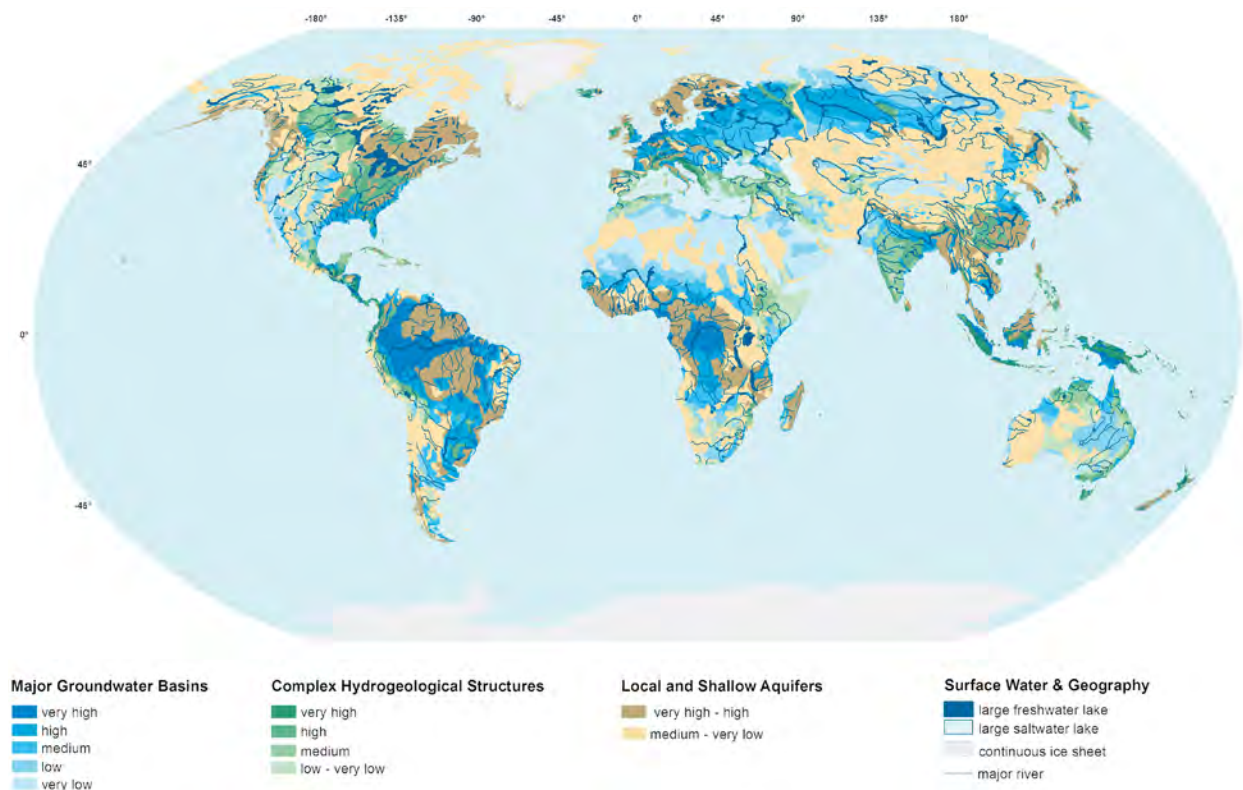 -180° -135° -90° -45° 0° 45° 90° 135° 180°
45°
0°
-45°
Major Groundwater Basins
very high
high
medium
low
very low
Complex Hydrogeological Structures
very high
high
medium
low - very low
Local and Shallow Aquifers
very high - high
medium - very low
Surface Water & Geography
large freshwater lake
large saltwater lake
continuous ice sheet
major river